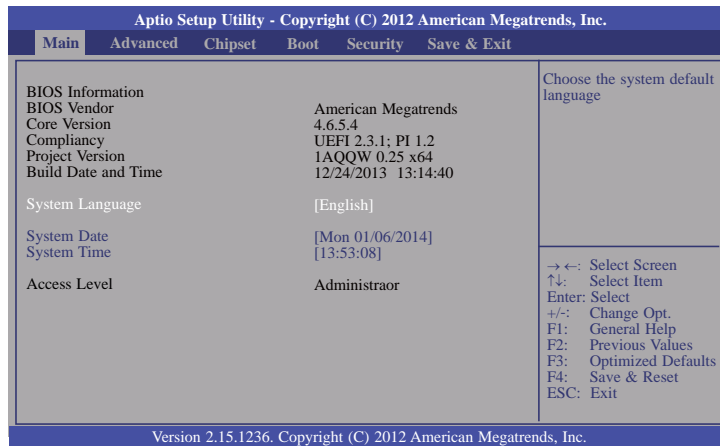 Aptio Setup Utility - Copyright (C) 2012 American Megatrends, Inc.
Main Advanced Chipset Boot Security Save & Exit
BIOS Information
BIOS Vendor American Megatrends
Core Version 4.6.5.4
Compliancy UEFI 2.3.1; PI 1.2
Project Version 1AQQW 0.25 x64
Build Date and Time 12/24/2013 13:14:40
System Language [English]
System Date [Mon 01/06/2014]
System Time [13:53:08]
Access Level Administraor
Choose the system default
language
→←: Select Screen
↑↓: Select Item
Enter: Select
+/-: Change Opt.
F1: General Help
F2: Previous Values
F3: Optimized Defaults
F4: Save & Reset
ESC: Exit
Version 2.15.1236. Copyright (C) 2012 American Megatrends, Inc.